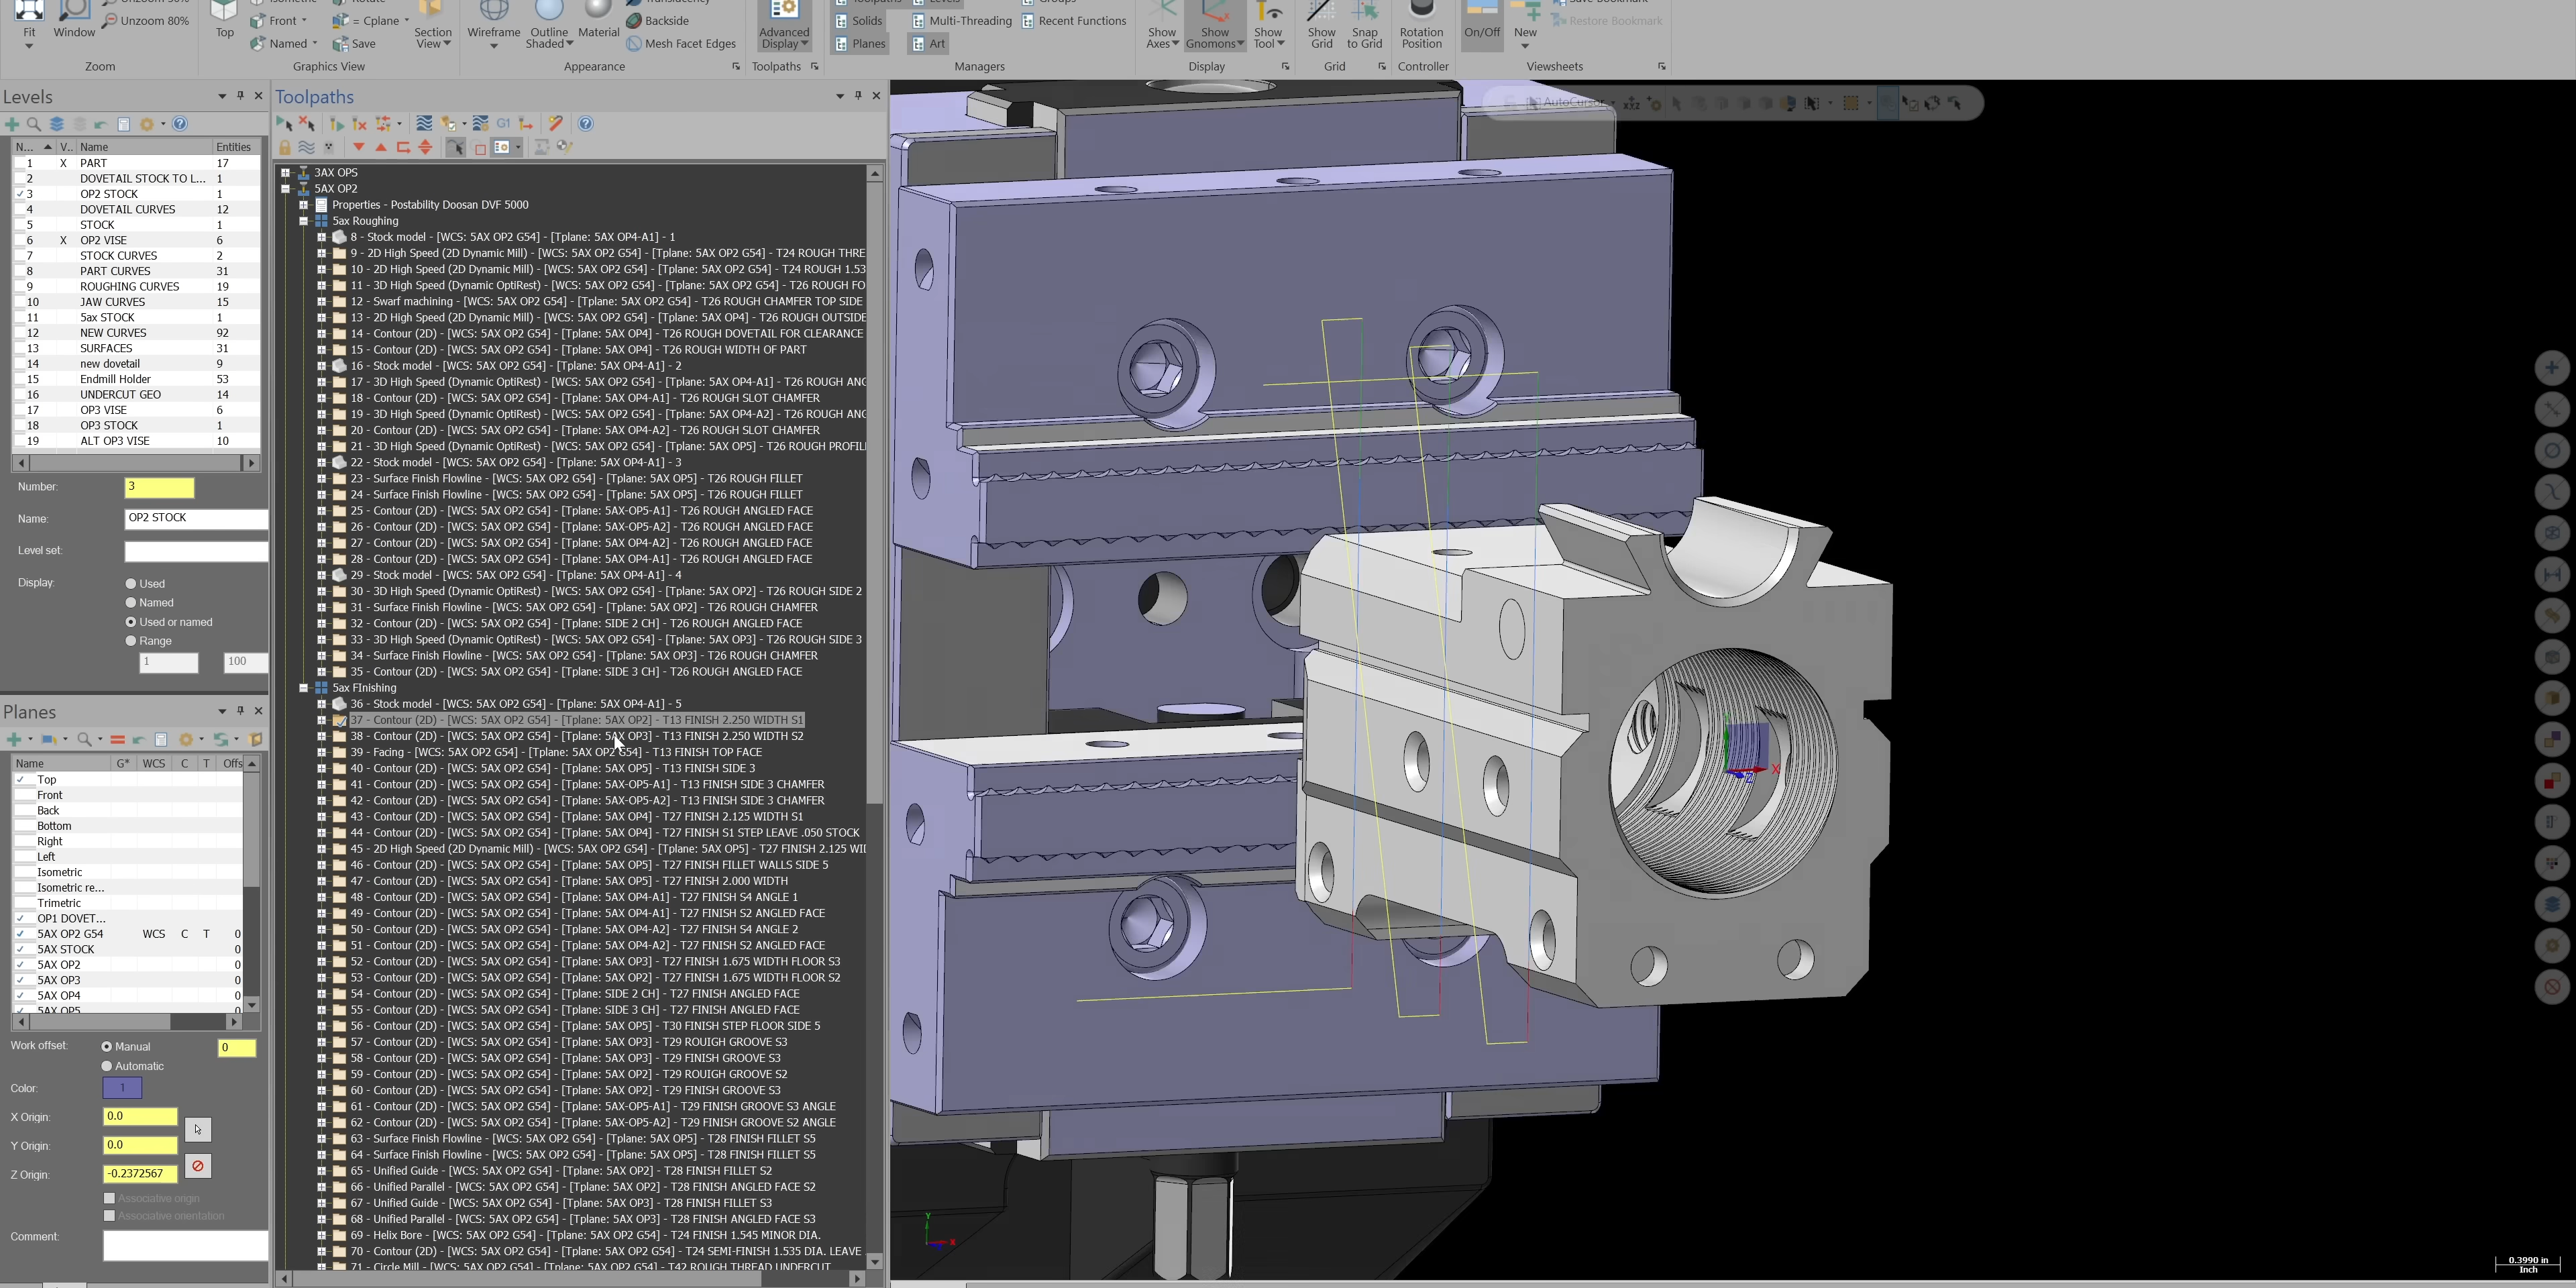 Unzoom 80%
Fit
Window
Top
Front
Named
= Cplane
Save
Section
View
Wireframe
Outline
Shaded
Material
Translucency
Backside
Mesh Facet Edges
Advanced
Display
Toolpaths
Levels
Groups
Solids
Multi-Threading
Recent Functions
Planes
Art
Show
Axes
Show
Gnomons
Show
Tool
Show
Grid
Snap
to Grid
Rotation
Position
On/Off
New
Save Bookmark
Restore Bookmark
Zoom
Graphics View
Appearance
Toolpaths
Managers
Display
Grid
Controller
Viewsheets
Levels
N... V.. Name Entities
1 X PART 17
2 DOVETAIL STOCK TO L... 1
3 OP2 STOCK 1
4 DOVETAIL CURVES 12
5 STOCK 1
6 X OP2 VISE 6
7 STOCK CURVES 2
8 PART CURVES 31
9 ROUGHING CURVES 19
10 JAW CURVES 15
11 5ax STOCK 1
12 NEW CURVES 92
13 SURFACES 31
14 new dovetail 9
15 Endmill Holder 53
16 UNDERCUT GEO 14
17 OP3 VISE 6
18 OP3 STOCK 1
19 ALT OP3 VISE 10
Number: 3
Name: OP2 STOCK
Level set:
Display: Used
Named
Used or named
Range
1 100
Planes
Name G* WCS C T Offs
Top
Front
Back
Bottom
Right
Left
Isometric
Isometric re...
Trimetric
OP1 DOVET...
5AX OP2 G54 WCS C T 0
5AX STOCK 0
5AX OP2 0
5AX OP3 0
5AX OP4 0
5AX OP5 0
Work offset: Manual 0
Automatic
Color: 1
X Origin: 0.0
Y Origin: 0.0
Z Origin: -0.2372567
Associative origin
Associative orientation
Comment:
Toolpaths
G1
3AX OPS
5AX OP2
Properties - Postability Doosan DVF 5000
5ax Roughing
8 - Stock model - [WCS: 5AX OP2 G54] - [Tplane: 5AX OP4-A1] - 1
9 - 2D High Speed (2D Dynamic Mill) - [WCS: 5AX OP2 G54] - [Tplane: 5AX OP2 G54] - T24 ROUGH THRE
10 - 2D High Speed (2D Dynamic Mill) - [WCS: 5AX OP2 G54] - [Tplane: 5AX OP2 G54] - T24 ROUGH 1.53
11 - 3D High Speed (Dynamic OptiRest) - [WCS: 5AX OP2 G54] - [Tplane: 5AX OP2 G54] - T26 ROUGH FO
12 - Swarf machining - [WCS: 5AX OP2 G54] - [Tplane: 5AX OP2 G54] - T26 ROUGH CHAMFER TOP SIDE
13 - 2D High Speed (2D Dynamic Mill) - [WCS: 5AX OP2 G54] - [Tplane: 5AX OP4] - T26 ROUGH OUTSIDE
14 - Contour (2D) - [WCS: 5AX OP2 G54] - [Tplane: 5AX OP4] - T26 ROUGH DOVETAIL FOR CLEARANCE
15 - Contour (2D) - [WCS: 5AX OP2 G54] - [Tplane: 5AX OP4] - T26 ROUGH WIDTH OF PART
16 - Stock model - [WCS: 5AX OP2 G54] - [Tplane: 5AX OP4-A1] - 2
17 - 3D High Speed (Dynamic OptiRest) - [WCS: 5AX OP2 G54] - [Tplane: 5AX OP4-A1] - T26 ROUGH ANG
18 - Contour (2D) - [WCS: 5AX OP2 G54] - [Tplane: 5AX OP4-A1] - T26 ROUGH SLOT CHAMFER
19 - 3D High Speed (Dynamic OptiRest) - [WCS: 5AX OP2 G54] - [Tplane: 5AX OP4-A2] - T26 ROUGH ANG
20 - Contour (2D) - [WCS: 5AX OP2 G54] - [Tplane: 5AX OP4-A2] - T26 ROUGH SLOT CHAMFER
21 - 3D High Speed (Dynamic OptiRest) - [WCS: 5AX OP2 G54] - [Tplane: 5AX OP5] - T26 ROUGH PROFIL
22 - Stock model - [WCS: 5AX OP2 G54] - [Tplane: 5AX OP4-A1] - 3
23 - Surface Finish Flowline - [WCS: 5AX OP2 G54] - [Tplane: 5AX OP5] - T26 ROUGH FILLET
24 - Surface Finish Flowline - [WCS: 5AX OP2 G54] - [Tplane: 5AX OP5] - T26 ROUGH FILLET
25 - Contour (2D) - [WCS: 5AX OP2 G54] - [Tplane: 5AX-OP5-A1] - T26 ROUGH ANGLED FACE
26 - Contour (2D) - [WCS: 5AX OP2 G54] - [Tplane: 5AX-OP5-A2] - T26 ROUGH ANGLED FACE
27 - Contour (2D) - [WCS: 5AX OP2 G54] - [Tplane: 5AX OP4-A2] - T26 ROUGH ANGLED FACE
28 - Contour (2D) - [WCS: 5AX OP2 G54] - [Tplane: 5AX OP4-A1] - T26 ROUGH ANGLED FACE
29 - Stock model - [WCS: 5AX OP2 G54] - [Tplane: 5AX OP4-A1] - 4
30 - 3D High Speed (Dynamic OptiRest) - [WCS: 5AX OP2 G54] - [Tplane: 5AX OP2] - T26 ROUGH SIDE 2
31 - Surface Finish Flowline - [WCS: 5AX OP2 G54] - [Tplane: 5AX OP2] - T26 ROUGH CHAMFER
32 - Contour (2D) - [WCS: 5AX OP2 G54] - [Tplane: SIDE 2 CH] - T26 ROUGH ANGLED FACE
33 - 3D High Speed (Dynamic OptiRest) - [WCS: 5AX OP2 G54] - [Tplane: 5AX OP3] - T26 ROUGH SIDE 3
34 - Surface Finish Flowline - [WCS: 5AX OP2 G54] - [Tplane: 5AX OP3] - T26 ROUGH CHAMFER
35 - Contour (2D) - [WCS: 5AX OP2 G54] - [Tplane: SIDE 3 CH] - T26 ROUGH ANGLED FACE
5ax FInishing
36 - Stock model - [WCS: 5AX OP2 G54] - [Tplane: 5AX OP4-A1] - 5
37 - Contour (2D) - [WCS: 5AX OP2 G54] - [Tplane: 5AX OP2] - T13 FINISH 2.250 WIDTH S1
38 - Contour (2D) - [WCS: 5AX OP2 G54] - [Tplane: 5AX OP3] - T13 FINISH 2.250 WIDTH S2
39 - Facing - [WCS: 5AX OP2 G54] - [Tplane: 5AX OP2 G54] - T13 FINISH TOP FACE
40 - Contour (2D) - [WCS: 5AX OP2 G54] - [Tplane: 5AX OP5] - T13 FINISH SIDE 3
41 - Contour (2D) - [WCS: 5AX OP2 G54] - [Tplane: 5AX-OP5-A1] - T13 FINISH SIDE 3 CHAMFER
42 - Contour (2D) - [WCS: 5AX OP2 G54] - [Tplane: 5AX-OP5-A2] - T13 FINISH SIDE 3 CHAMFER
43 - Contour (2D) - [WCS: 5AX OP2 G54] - [Tplane: 5AX OP4] - T27 FINISH 2.125 WIDTH S1
44 - Contour (2D) - [WCS: 5AX OP2 G54] - [Tplane: 5AX OP4] - T27 FINISH S1 STEP LEAVE .050 STOCK
45 - 2D High Speed (2D Dynamic Mill) - [WCS: 5AX OP2 G54] - [Tplane: 5AX OP5] - T27 FINISH 2.125 WI
46 - Contour (2D) - [WCS: 5AX OP2 G54] - [Tplane: 5AX OP5] - T27 FINISH FILLET WALLS SIDE 5
47 - Contour (2D) - [WCS: 5AX OP2 G54] - [Tplane: 5AX OP5] - T27 FINISH 2.000 WIDTH
48 - Contour (2D) - [WCS: 5AX OP2 G54] - [Tplane: 5AX OP4-A1] - T27 FINISH S4 ANGLE 1
49 - Contour (2D) - [WCS: 5AX OP2 G54] - [Tplane: 5AX OP4-A1] - T27 FINISH S2 ANGLED FACE
50 - Contour (2D) - [WCS: 5AX OP2 G54] - [Tplane: 5AX OP4-A2] - T27 FINISH S4 ANGLE 2
51 - Contour (2D) - [WCS: 5AX OP2 G54] - [Tplane: 5AX OP4-A2] - T27 FINISH S2 ANGLED FACE
52 - Contour (2D) - [WCS: 5AX OP2 G54] - [Tplane: 5AX OP3] - T27 FINISH 1.675 WIDTH FLOOR S3
53 - Contour (2D) - [WCS: 5AX OP2 G54] - [Tplane: 5AX OP2] - T27 FINISH 1.675 WIDTH FLOOR S2
54 - Contour (2D) - [WCS: 5AX OP2 G54] - [Tplane: SIDE 2 CH] - T27 FINISH ANGLED FACE
55 - Contour (2D) - [WCS: 5AX OP2 G54] - [Tplane: SIDE 3 CH] - T27 FINISH ANGLED FACE
56 - Contour (2D) - [WCS: 5AX OP2 G54] - [Tplane: 5AX OP5] - T30 FINISH STEP FLOOR SIDE 5
57 - Contour (2D) - [WCS: 5AX OP2 G54] - [Tplane: 5AX OP3] - T29 ROUIGH GROOVE S3
58 - Contour (2D) - [WCS: 5AX OP2 G54] - [Tplane: 5AX OP3] - T29 FINISH GROOVE S3
59 - Contour (2D) - [WCS: 5AX OP2 G54] - [Tplane: 5AX OP2] - T29 ROUIGH GROOVE S2
60 - Contour (2D) - [WCS: 5AX OP2 G54] - [Tplane: 5AX OP2] - T29 FINISH GROOVE S3
61 - Contour (2D) - [WCS: 5AX OP2 G54] - [Tplane: 5AX-OP5-A1] - T29 FINISH GROOVE S3 ANGLE
62 - Contour (2D) - [WCS: 5AX OP2 G54] - [Tplane: 5AX-OP5-A2] - T29 FINISH GROOVE S2 ANGLE
63 - Surface Finish Flowline - [WCS: 5AX OP2 G54] - [Tplane: 5AX OP5] - T28 FINISH FILLET S5
64 - Surface Finish Flowline - [WCS: 5AX OP2 G54] - [Tplane: 5AX OP5] - T28 FINISH FILLET S5
65 - Unified Guide - [WCS: 5AX OP2 G54] - [Tplane: 5AX OP2] - T28 FINISH FILLET S2
66 - Unified Parallel - [WCS: 5AX OP2 G54] - [Tplane: 5AX OP2] - T28 FINISH ANGLED FACE S2
67 - Unified Guide - [WCS: 5AX OP2 G54] - [Tplane: 5AX OP3] - T28 FINISH FILLET S3
68 - Unified Parallel - [WCS: 5AX OP2 G54] - [Tplane: 5AX OP3] - T28 FINISH ANGLED FACE S3
69 - Helix Bore - [WCS: 5AX OP2 G54] - [Tplane: 5AX OP2 G54] - T24 FINISH 1.545 MINOR DIA.
70 - Contour (2D) - [WCS: 5AX OP2 G54] - [Tplane: 5AX OP2 G54] - T24 SEMI-FINISH 1.535 DIA. LEAVE
71 - Circle Mill - [WCS: 5AX OP2 G54] - [Tplane: 5AX OP2 G54] - T42 ROUGH THREAD UNDERCUT
AutoCursor
X
Z
Y
X
0.3990 in
Inch